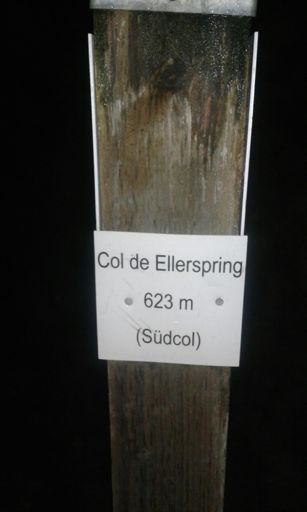 Col de Ellerspring
623 m
(Südcol)